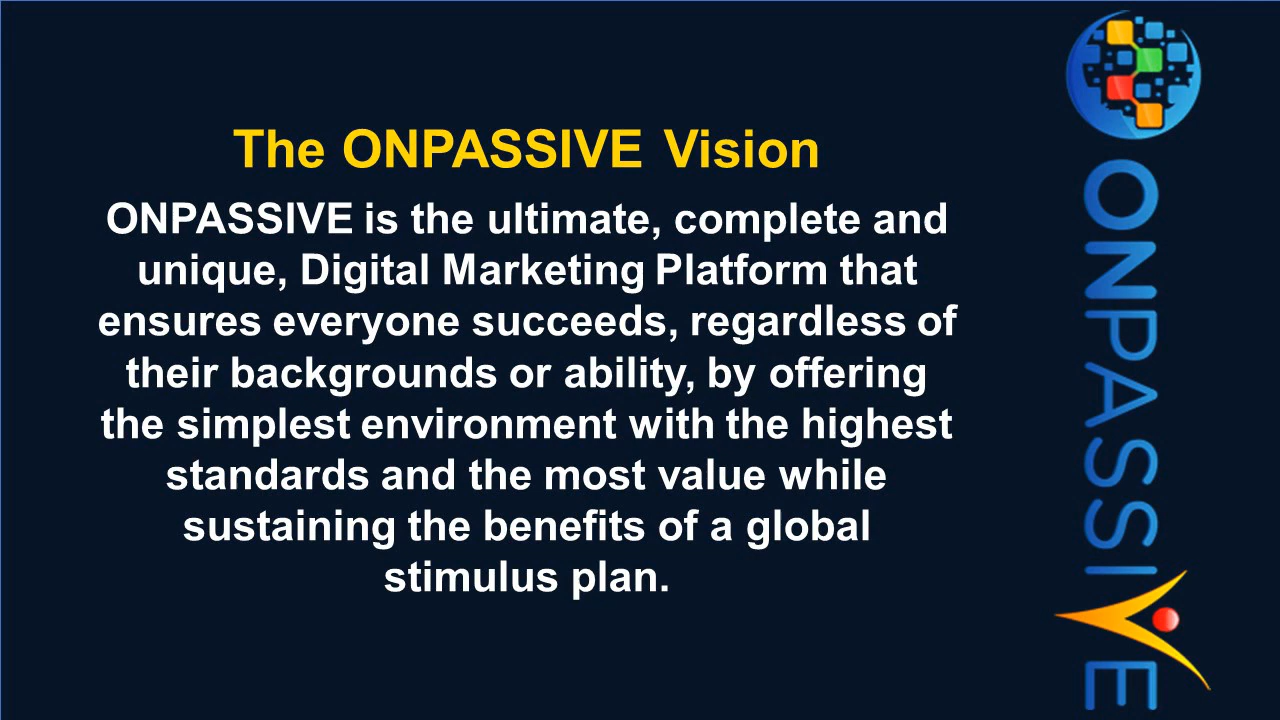 The ONPASSIVE Vision
ONPASSIVE is the ultimate, complete and
unique, Digital Marketing Platform that
ensures everyone succeeds, regardless of
their backgrounds or ability, by offering
the simplest environment with the highest
standards and the most value while
sustaining the benefits of a global
stimulus plan.
ONPASSIVE